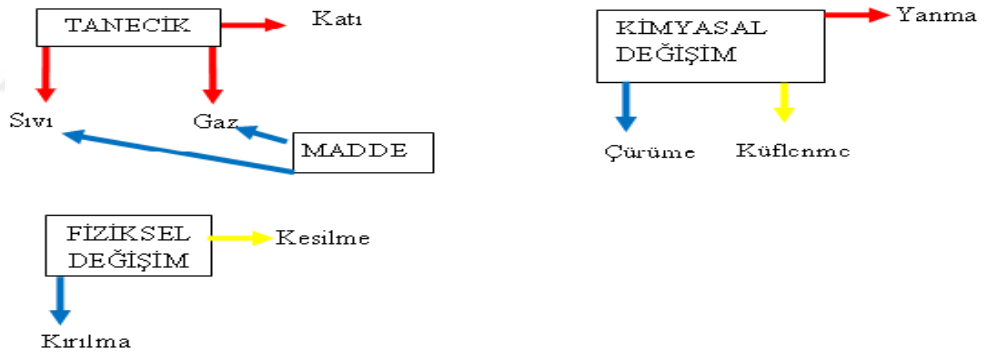 TANECİK
Katı
Sıvı
Gaz
MADDE
KİMYASAL
DEĞİŞİM
Yanma
Çürüme
Küflenme
FİZİKSEL
DEĞİŞİM
Kesilme
Kırılma